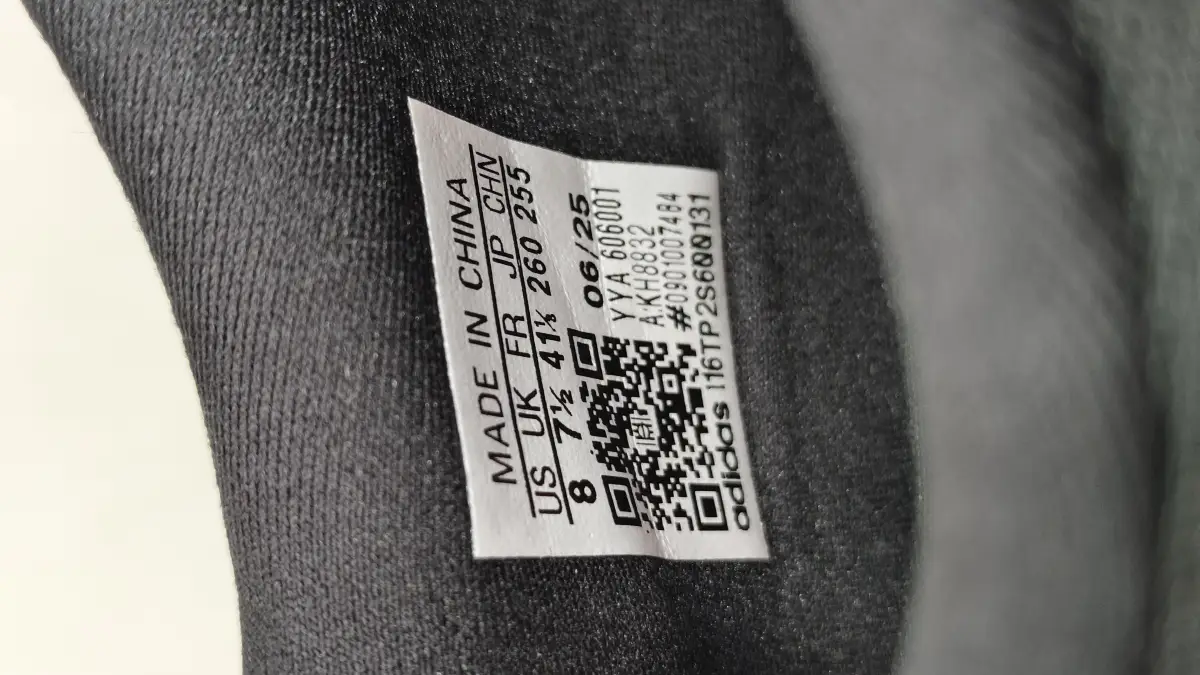 MADE IN CHINA
US UK FR JP CHN
8 7½ 41⅓ 260 255
06/25
YYA 606001
A:KH8832
#0901007484
adidas 116TP2S600131